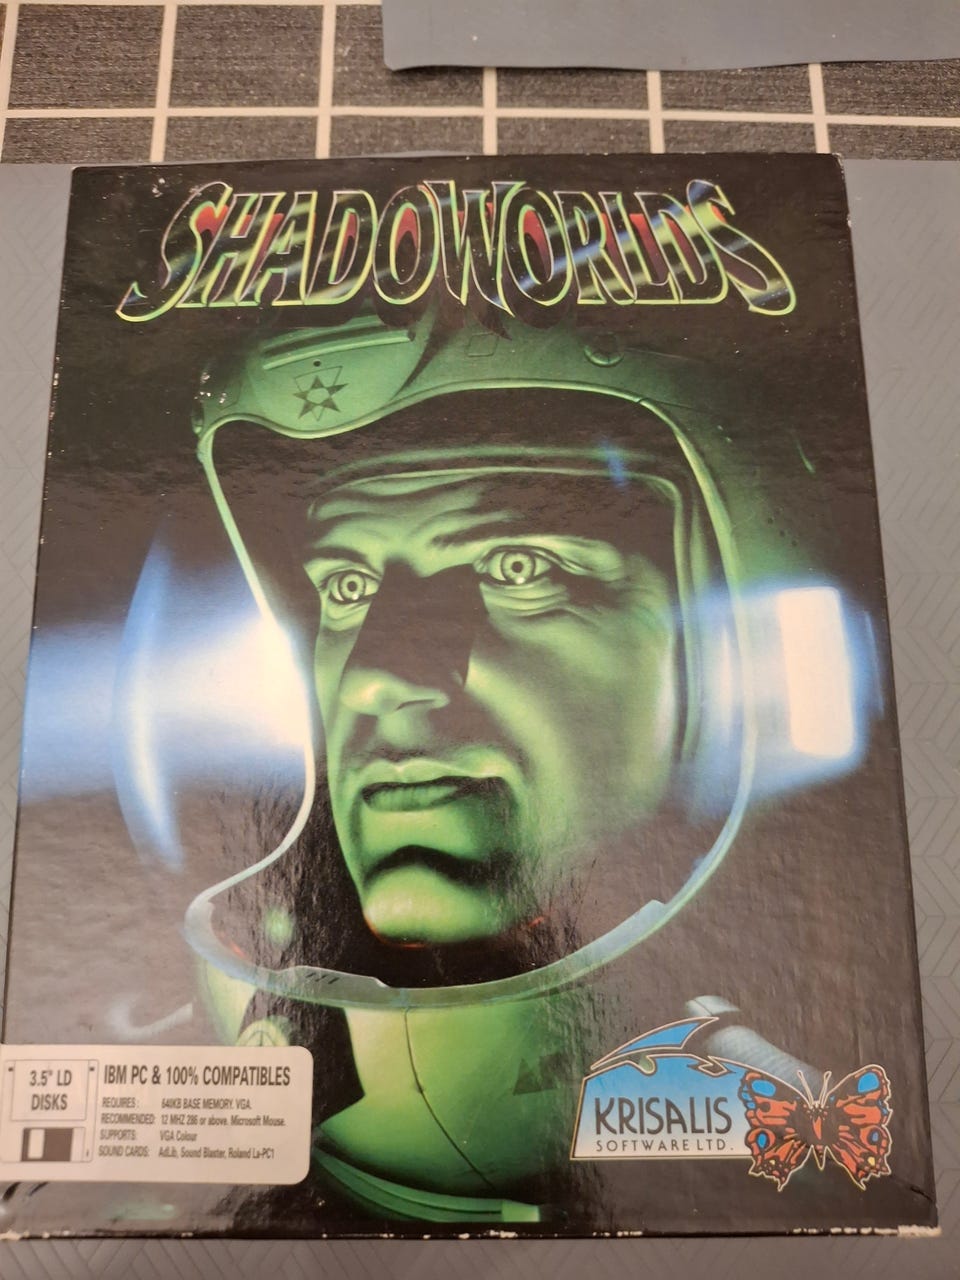 SHADOWORLDS
3.5" LD
DISKS
IBM PC & 100% COMPATIBLES
REQUIRES: 640KB BASE MEMORY. VGA.
RECOMMENDED: 12 MHZ 286 or above. Microsoft Mouse.
SUPPORTS: VGA Colour
SOUND CARDS: AdLib, Sound Blaster, Roland La-PC1
KRISALIS
SOFTWARE LTD.